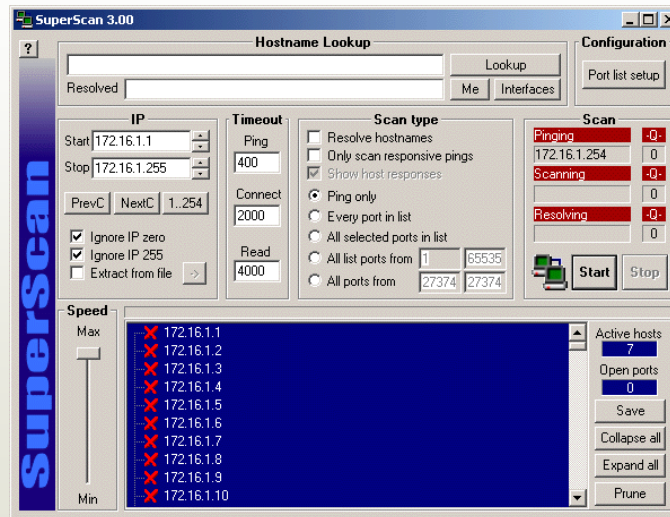 SuperScan 3.00
?
SuperScan
Hostname Lookup
Lookup
Resolved
Me
Interfaces
Configuration
Port list setup
IP
Start 172.16.1.1
Stop 172.16.1.255
PrevC NextC 1..254
Ignore IP zero
Ignore IP 255
Extract from file ->
Timeout
Ping
400
Connect
2000
Read
4000
Scan type
Resolve hostnames
Only scan responsive pings
Show host responses
Ping only
Every port in list
All selected ports in list
All list ports from 1 65535
All ports from 27374 27374
Scan
Pinging -Q-
172.16.1.254 0
Scanning -Q-
0
Resolving -Q-
0
Start Stop
Speed
Max
Min
172.16.1.1
172.16.1.2
172.16.1.3
172.16.1.4
172.16.1.5
172.16.1.6
172.16.1.7
172.16.1.8
172.16.1.9
172.16.1.10
Active hosts
7
Open ports
0
Save
Collapse all
Expand all
Prune